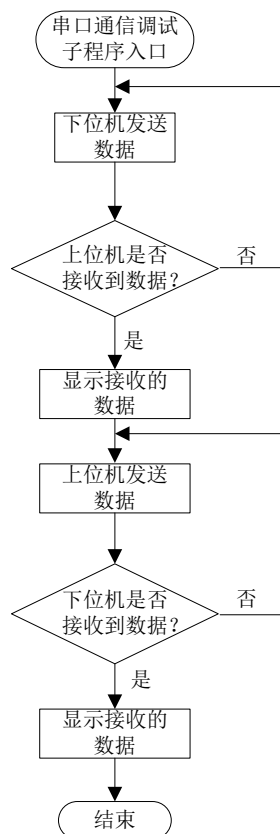 串口通信调试
子程序入口
下位机发送
数据
上位机是否
接收到数据?
否
是
显示接收的
数据
上位机发送
数据
下位机是否
接收到数据?
否
是
显示接收的
数据
结束